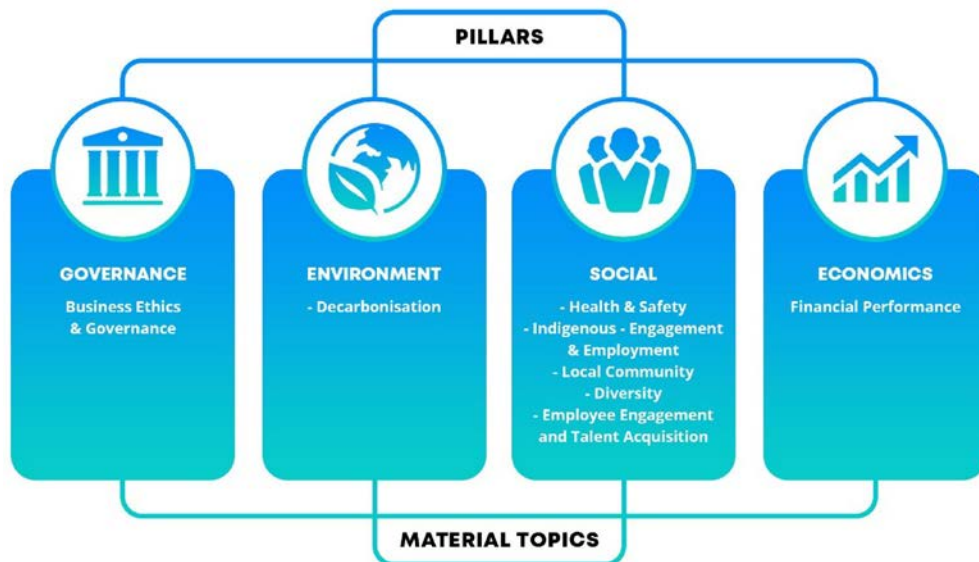 PILLARS
GOVERNANCE
Business Ethics
& Governance
ENVIRONMENT
- Decarbonisation
SOCIAL
- Health & Safety
- Indigenous - Engagement
& Employment
- Local Community
- Diversity
- Employee Engagement
and Talent Acquisition
ECONOMICS
Financial Performance
MATERIAL TOPICS